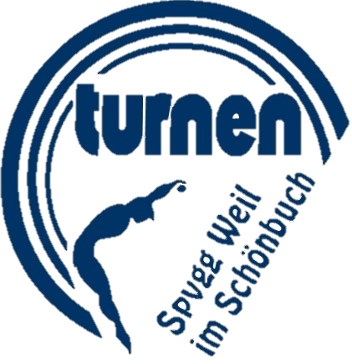 turnen
Spvgg Weil
im Schönbuch